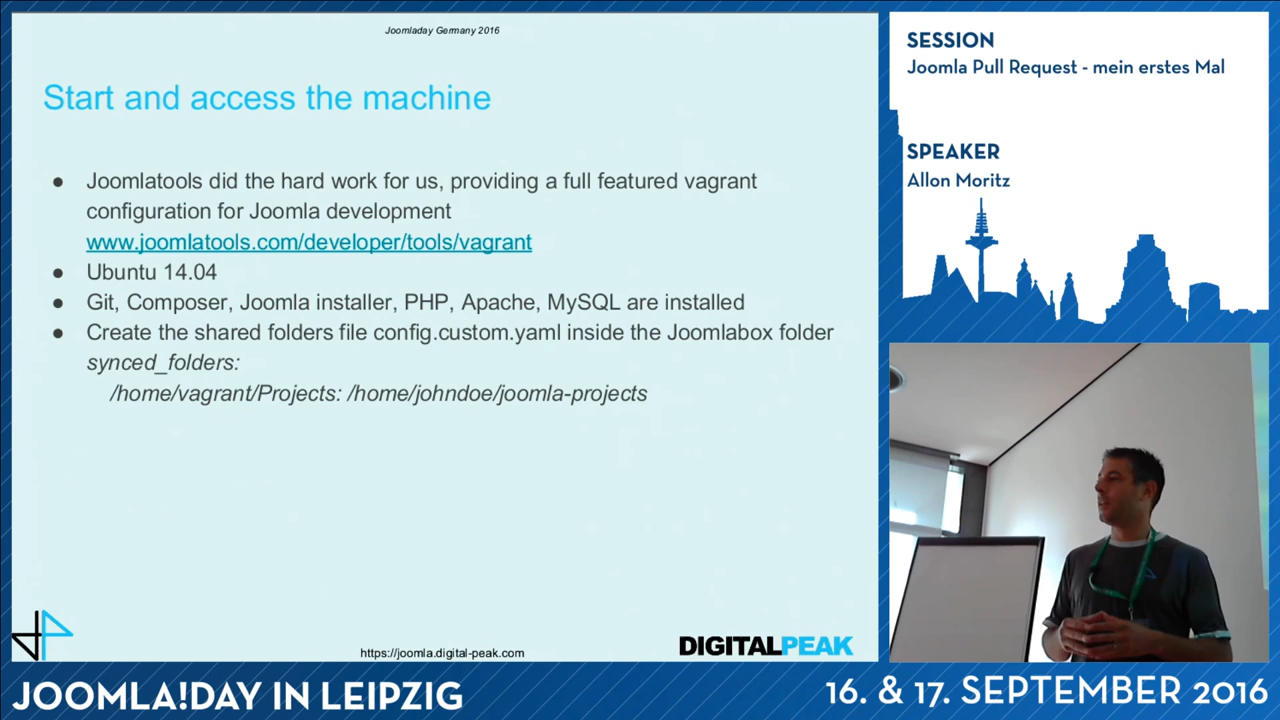 Joomladay Germany 2016
Start and access the machine
● Joomlatools did the hard work for us, providing a full featured vagrant
configuration for Joomla development
www.joomlatools.com/developer/tools/vagrant
● Ubuntu 14.04
● Git, Composer, Joomla installer, PHP, Apache, MySQL are installed
● Create the shared folders file config.custom.yaml inside the Joomlabox folder
synced_folders:
/home/vagrant/Projects: /home/johndoe/joomla-projects
https://joomla.digital-peak.com
DIGITALPEAK
SESSION
Joomla Pull Request - mein erstes Mal
SPEAKER
Allon Moritz
JOOMLA!DAY IN LEIPZIG
16. & 17. SEPTEMBER 2016